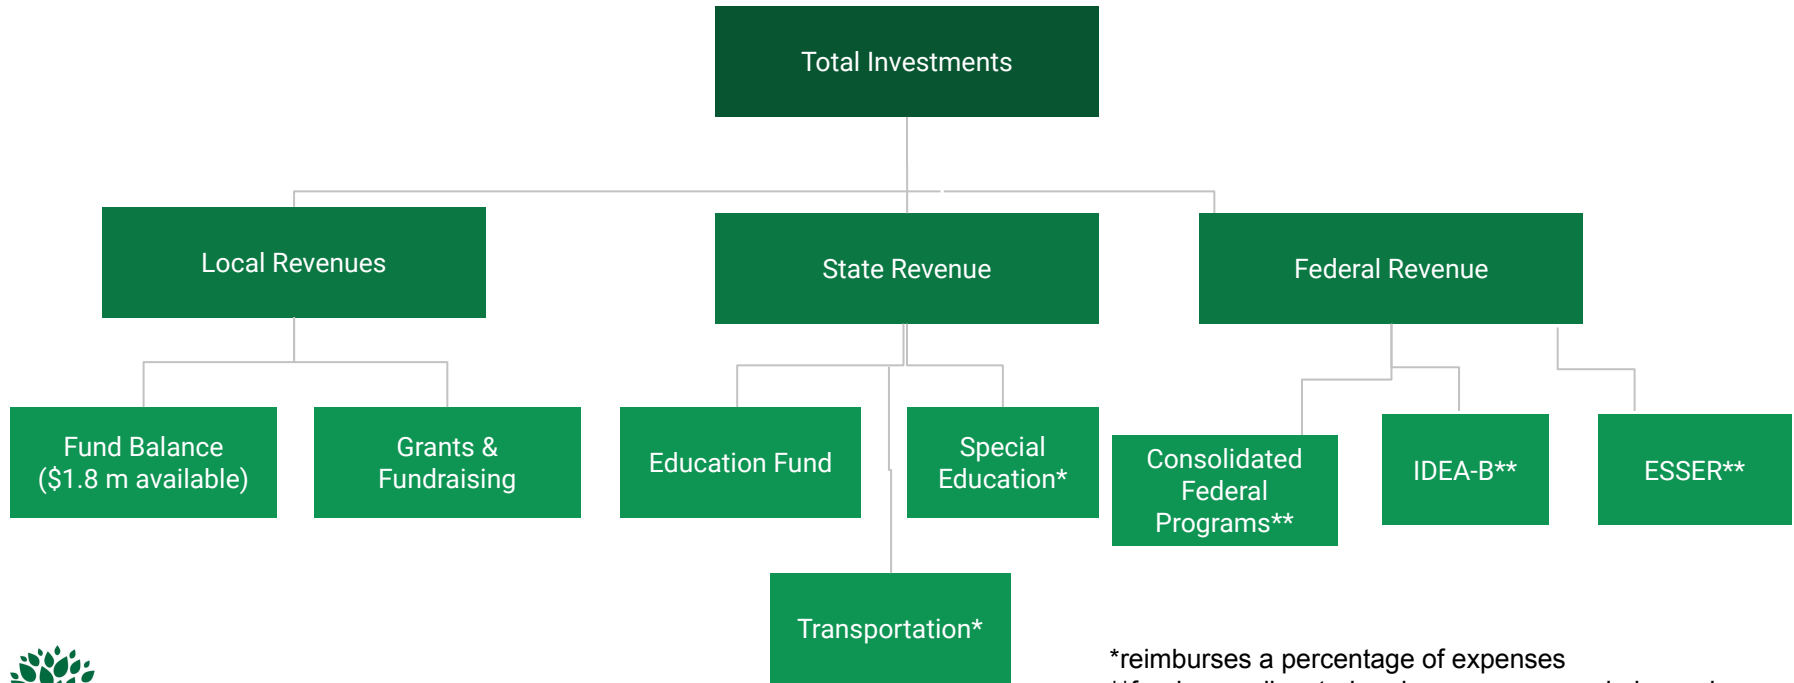 Total Investments
Local Revenues
State Revenue
Federal Revenue
Fund Balance
($1.8 m available)
Grants &
Fundraising
Education Fund
Special
Education*
Consolidated
Federal
Programs**
IDEA-B**
ESSER**
Transportation*
*reimburses a percentage of expenses